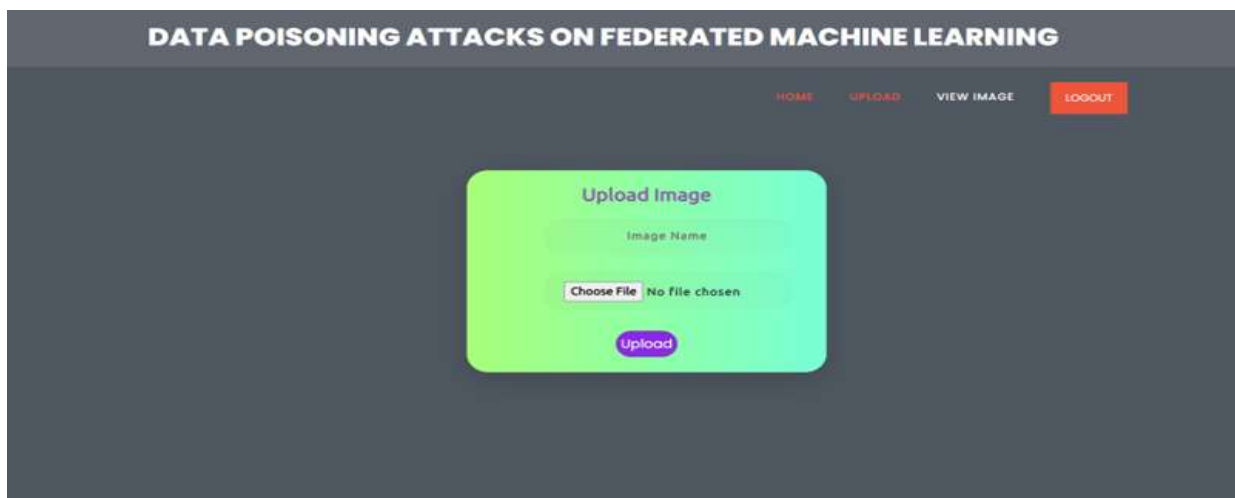 DATA POISONING ATTACKS ON FEDERATED MACHINE LEARNING
HOME UPLOAD VIEW IMAGE LOGOUT
Upload Image
Image Name
Choose File No file chosen
Upload